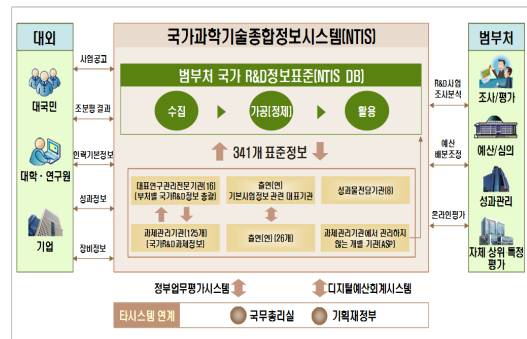 대외
대국민
대학·연구원
기업
사업공고
조분평 결과
인력기본정보
성과정보
장비정보
국가과학기술종합정보시스템(NTIS)
범부처 국가 R&D정보표준(NTIS DB)
수집
가공(정제)
활용
341개 표준정보
대표연구관리전문기관(16)
(부처별 국가R&D정보 총괄)
출연(연)
기본사업정보 관련 대표기관
성과물전담기관(8)
과제관리기관(125개)
(국가R&D과제정보)
출연(연)(26개)
과제관리기관에서 관리하지
않는 개별 기관(ASP)
범부처
조사/평가
예산/심의
성과관리
자체 상위 특정
평가
R&D사업
조사분석
예산
배분조정
온라인평가
정부업무평가시스템
디지털예산회계시스템
타시스템 연계
국무총리실
기획재정부